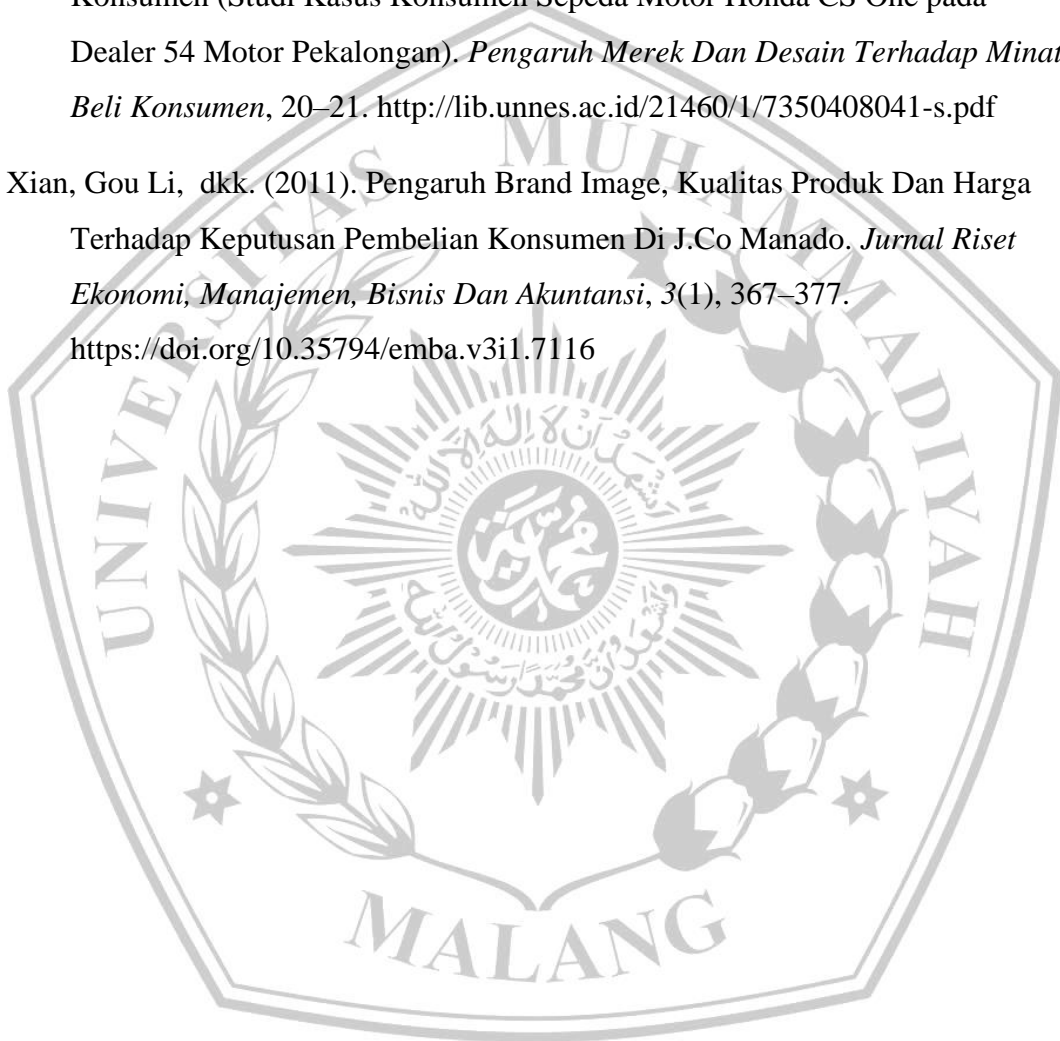 Konsumen (Studi Kasus Konsumen Sepeda Motor Honda CS One pada
Dealer 54 Motor Pekalongan). Pengaruh Merek Dan Desain Terhadap Minat
Beli Konsumen, 20–21. http://lib.unnes.ac.id/21460/1/7350408041-s.pdf
Xian, Gou Li, dkk. (2011). Pengaruh Brand Image, Kualitas Produk Dan Harga
Terhadap Keputusan Pembelian Konsumen Di J.Co Manado. Jurnal Riset
Ekonomi, Manajemen, Bisnis Dan Akuntansi, 3(1), 367–377.
https://doi.org/10.35794/emba.v3i1.7116
UNIVERSITAS MUHAMMADIYAH
MALANG